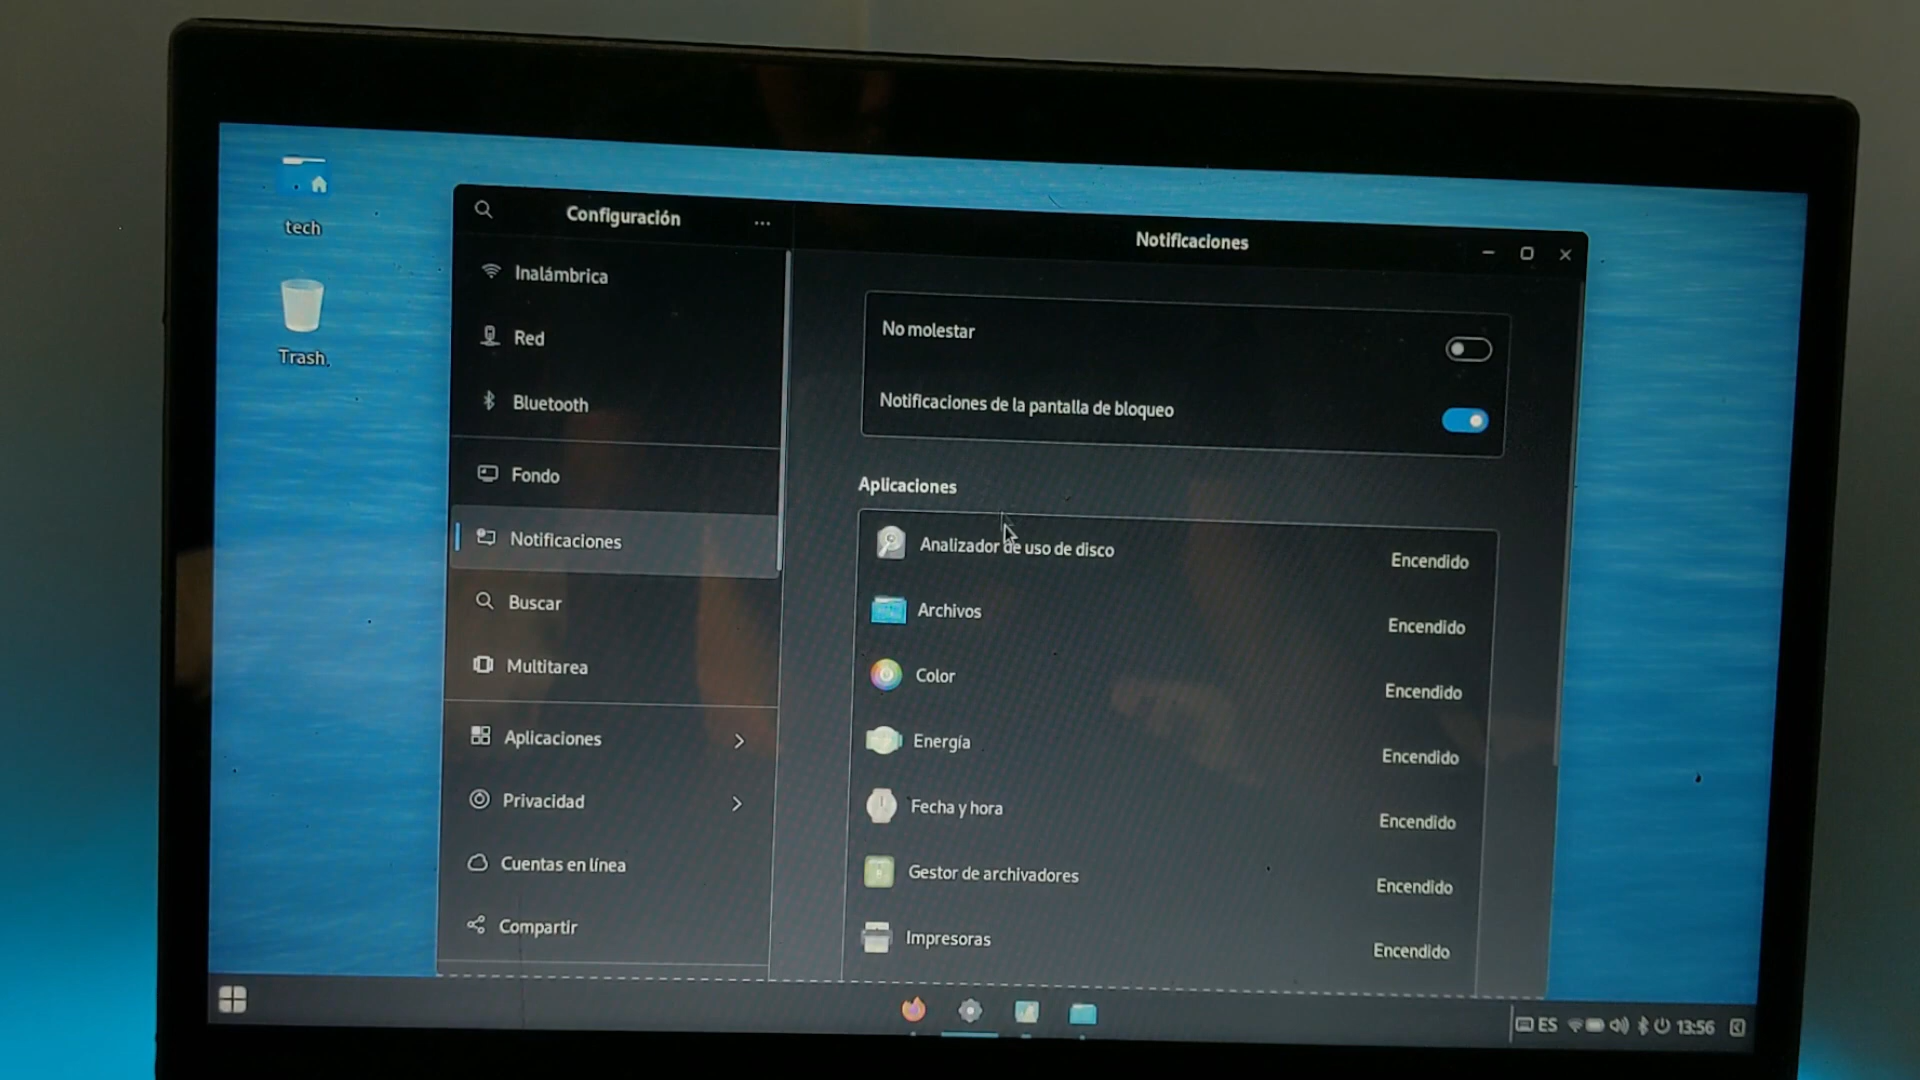 tech
Trash.
Configuración
Inalámbrica
Red
Bluetooth
Fondo
Notificaciones
Buscar
Multitarea
Aplicaciones
Privacidad
Cuentas en línea
Compartir
Notificaciones
No molestar
Notificaciones de la pantalla de bloqueo
Aplicaciones
Analizador de uso de disco Encendido
Archivos Encendido
Color Encendido
Energía Encendido
Fecha y hora Encendido
Gestor de archivadores Encendido
Impresoras Encendido
ES 13:56